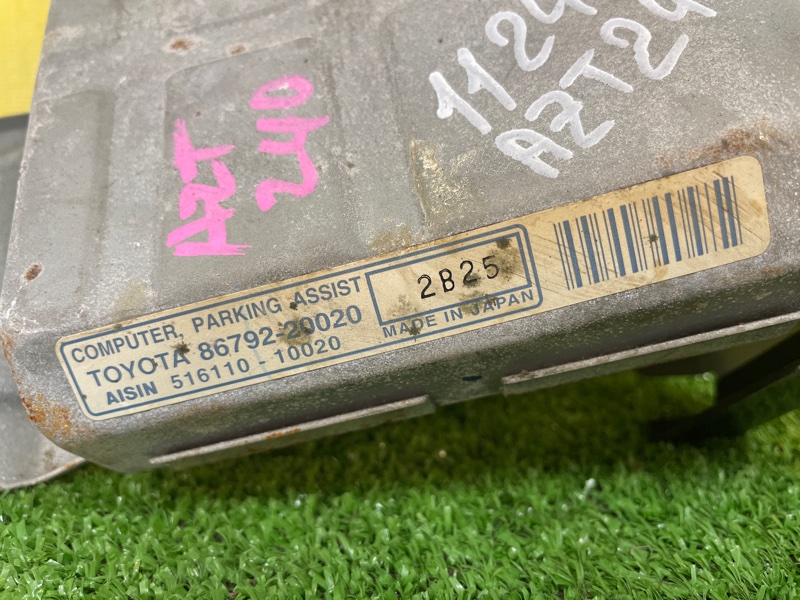 1124
AZT24
AZT
240
COMPUTER, PARKING ASSIST
TOYOTA 86792-20020
AISIN 516110-10020
2B25
MADE IN JAPAN